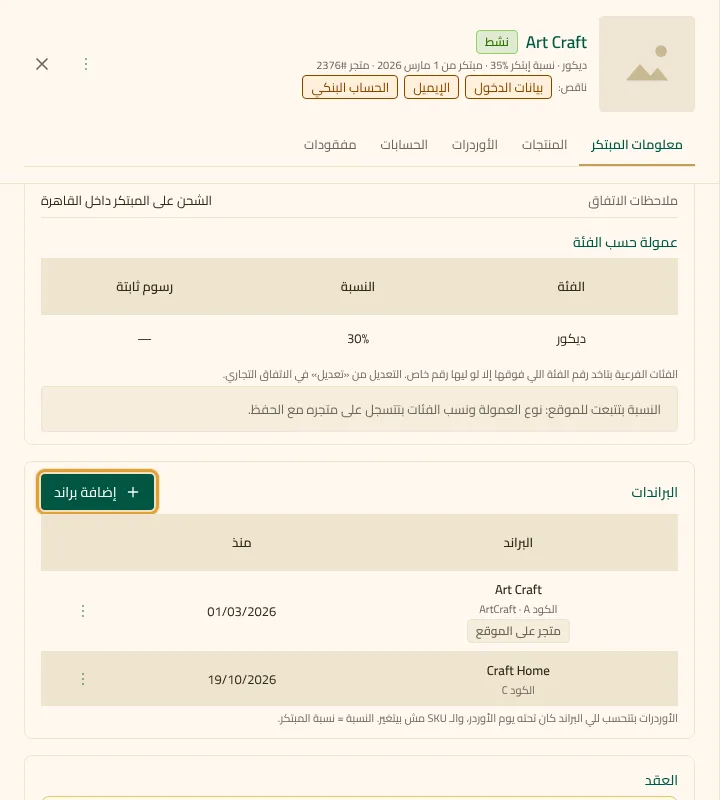 Art Craft نشط
ديكور · نسبة إبتكر 35% · مبتكر من 1 مارس 2026 · متجر #2376
ناقص: بيانات الدخول الإيميل الحساب البنكي
معلومات المبتكر المنتجات الأوردرات الحسابات مفقودات
ملاحظات الاتفاق الشحن على المبتكر داخل القاهرة
عمولة حسب الفئة
الفئة النسبة رسوم ثابتة
ديكور 30% —
الفئات الفرعية بتاخد رقم الفئة اللي فوقها إلا لو ليها رقم خاص. التعديل من «تعديل» في الاتفاق التجاري.
النسبة بتتبعت للموقع: نوع العمولة ونسب الفئات بتتسجل على متجره مع الحفظ.
البراندات + إضافة براند
البراند منذ
Art Craft
الكود ArtCraft · A
متجر على الموقع
01/03/2026
Craft Home
الكود C
19/10/2026
الأوردرات بتتحسب للي البراند كان تحته يوم الأوردر، والـ SKU مش بيتغير. النسبة = نسبة المبتكر.
العقد